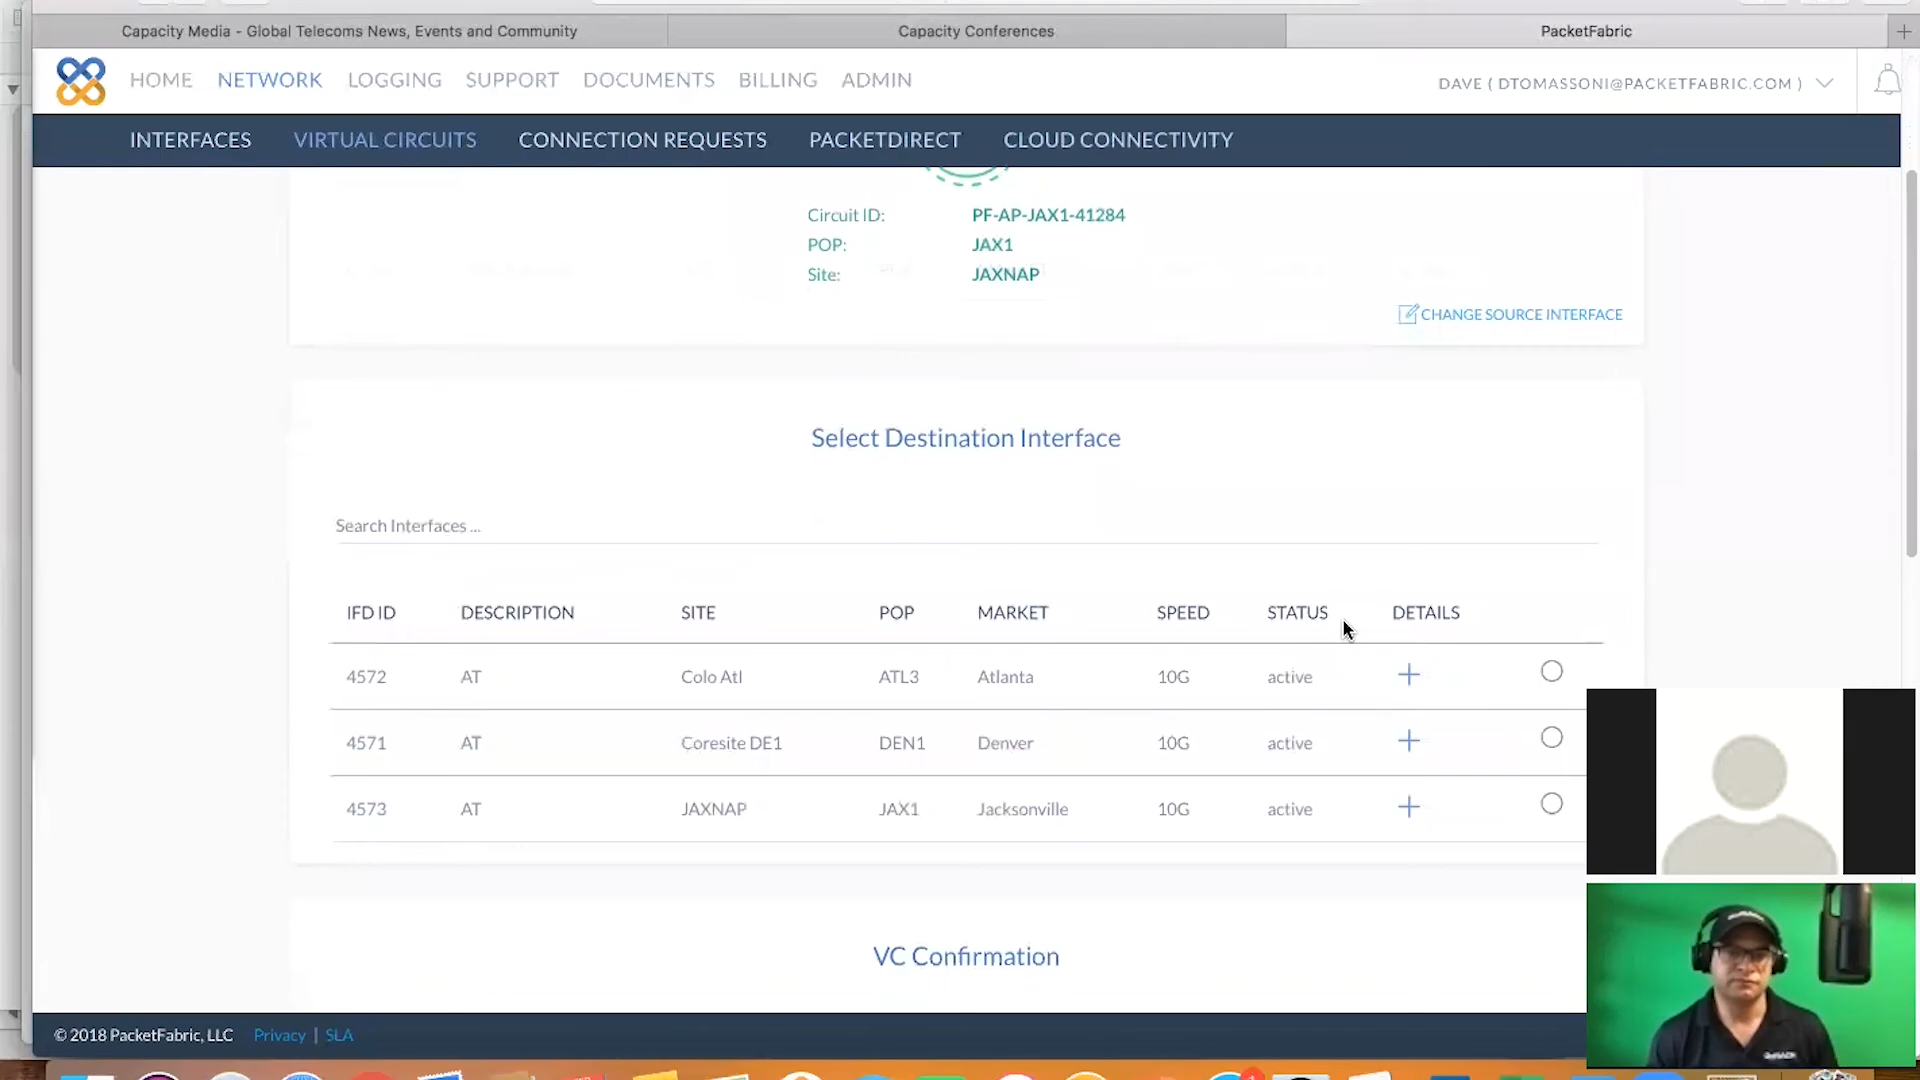 Capacity Media - Global Telecoms News, Events and Community
Capacity Conferences
PacketFabric
HOME NETWORK LOGGING SUPPORT DOCUMENTS BILLING ADMIN
DAVE ( DTOMASSONI@PACKETFABRIC.COM )
INTERFACES VIRTUAL CIRCUITS CONNECTION REQUESTS PACKETDIRECT CLOUD CONNECTIVITY
Circuit ID: PF-AP-JAX1-41284
POP: JAX1
Site: JAXNAP
CHANGE SOURCE INTERFACE
Select Destination Interface
Search Interfaces ...
IFD ID DESCRIPTION SITE POP MARKET SPEED STATUS DETAILS
4572 AT Colo Atl ATL3 Atlanta 10G active
4571 AT Coresite DE1 DEN1 Denver 10G active
4573 AT JAXNAP JAX1 Jacksonville 10G active
VC Confirmation
© 2018 PacketFabric, LLC Privacy | SLA